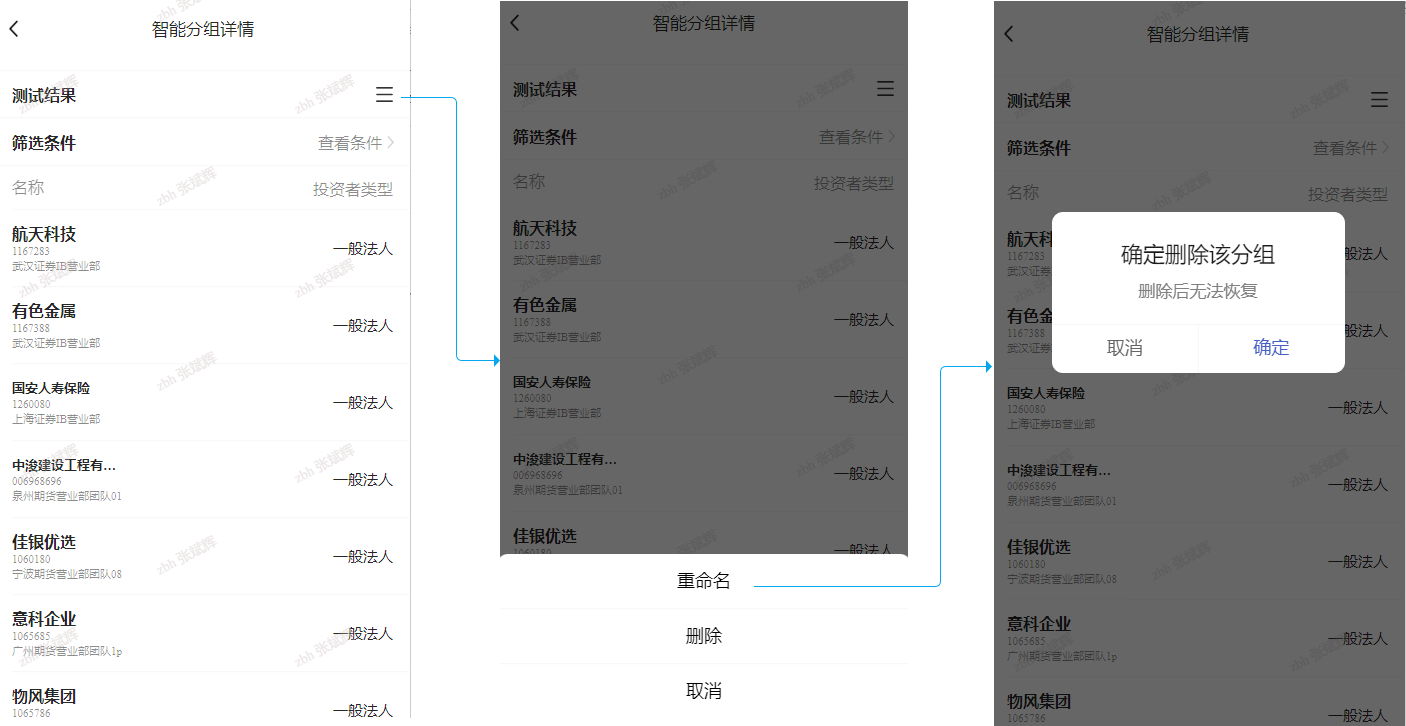 智能分组详情
测试结果
筛选条件
查看条件
名称
投资者类型
航天科技
1167283
武汉证券IB营业部
一般法人
有色金属
1167388
武汉证券IB营业部
一般法人
国安人寿保险
1260080
上海证券IB营业部
一般法人
中浚建设工程有...
006968696
泉州期货营业部团队01
一般法人
佳银优选
1060180
宁波期货营业部团队08
一般法人
意科企业
1065685
广州期货营业部团队1p
一般法人
物风集团
1065786
一般法人
zbh 张斌辉
智能分组详情
测试结果
筛选条件
查看条件
名称
投资者类型
航天科技
1167283
武汉证券IB营业部
一般法人
有色金属
1167388
武汉证券IB营业部
一般法人
国安人寿保险
1260080
上海证券IB营业部
一般法人
中浚建设工程有...
006968696
泉州期货营业部团队01
一般法人
佳银优选
1060180
一般法人
重命名
删除
取消
智能分组详情
测试结果
筛选条件
查看条件
名称
投资者类型
航天科
1167283
武汉证券
般法人
有色金
1167388
武汉证券
般法人
确定删除该分组
删除后无法恢复
取消
确定
国安人寿保险
1260080
上海证券IB营业部
一般法人
中浚建设工程有...
006968696
泉州期货营业部团队01
一般法人
佳银优选
1060180
宁波期货营业部团队08
一般法人
意科企业
1065685
广州期货营业部团队1p
一般法人
物风集团
1065786
一般法人